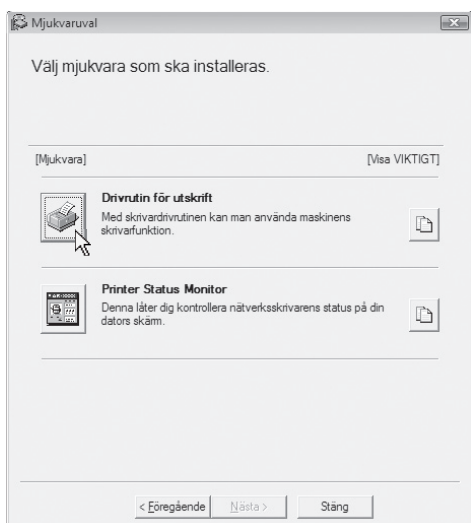 Mjukvaruval
Välj mjukvara som ska installeras.
[Mjukvara] [Visa VIKTIGT]
Drivrutin för utskrift
Med skrivardrivrutinen kan man använda maskinens
skrivarfunktion.
Printer Status Monitor
Denna låter dig kontrollera nätverksskrivarens status på din
dators skärm.
< Föregående Nästa > Stäng